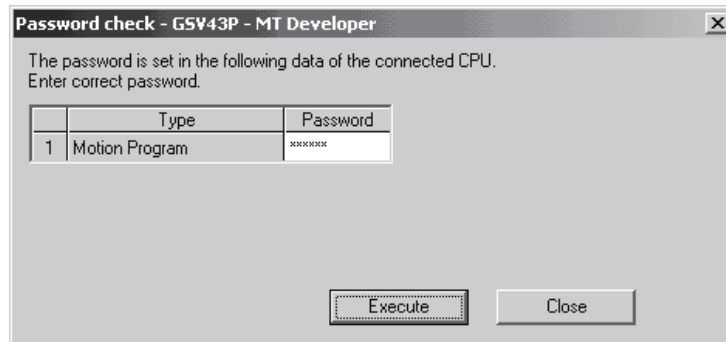 Password check - GSV43P - MT Developer
The password is set in the following data of the connected CPU.
Enter correct password.
Type Password
1 Motion Program ******
Execute Close